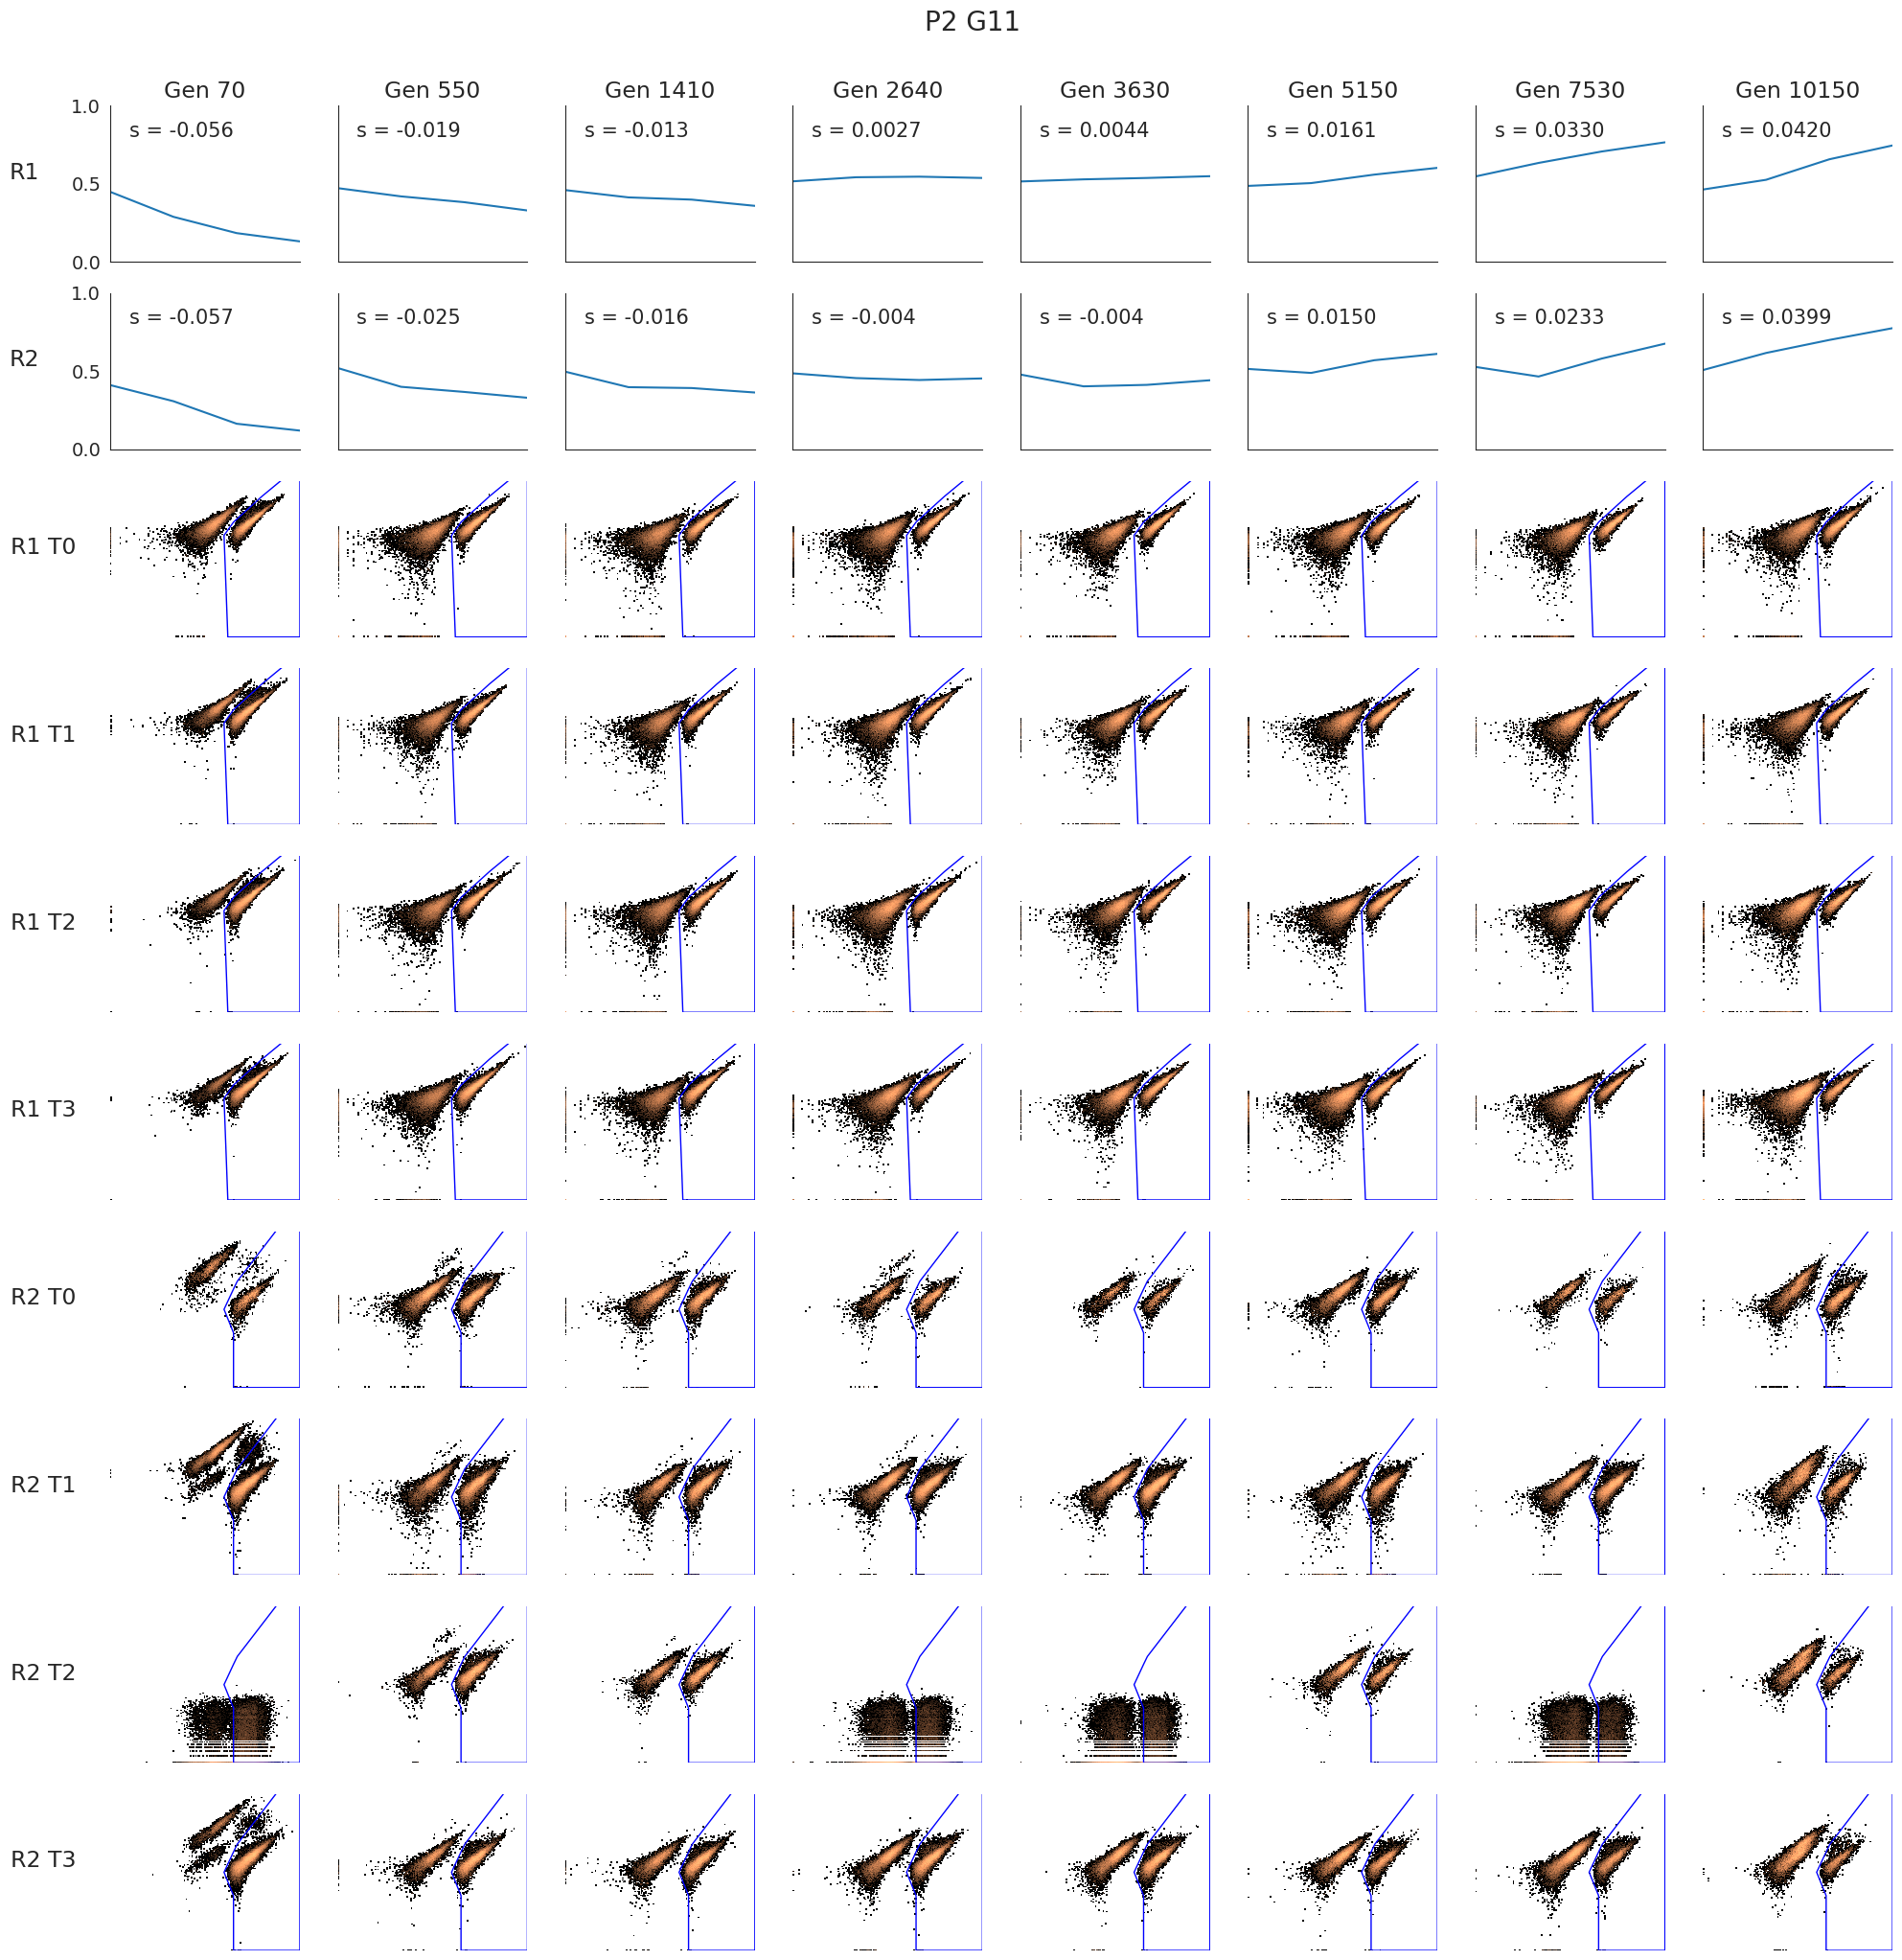 P2 G11
Gen 70 Gen 550 Gen 1410 Gen 2640 Gen 3630 Gen 5150 Gen 7530 Gen 10150
1.0
s = -0.056 s = -0.019 s = -0.013 s = 0.0027 s = 0.0044 s = 0.0161 s = 0.0330 s = 0.0420
R1
0.5
0.0
1.0
s = -0.057 s = -0.025 s = -0.016 s = -0.004 s = -0.004 s = 0.0150 s = 0.0233 s = 0.0399
R2
0.5
0.0
R1 T0
R1 T1
R1 T2
R1 T3
R2 T0
R2 T1
R2 T2
R2 T3